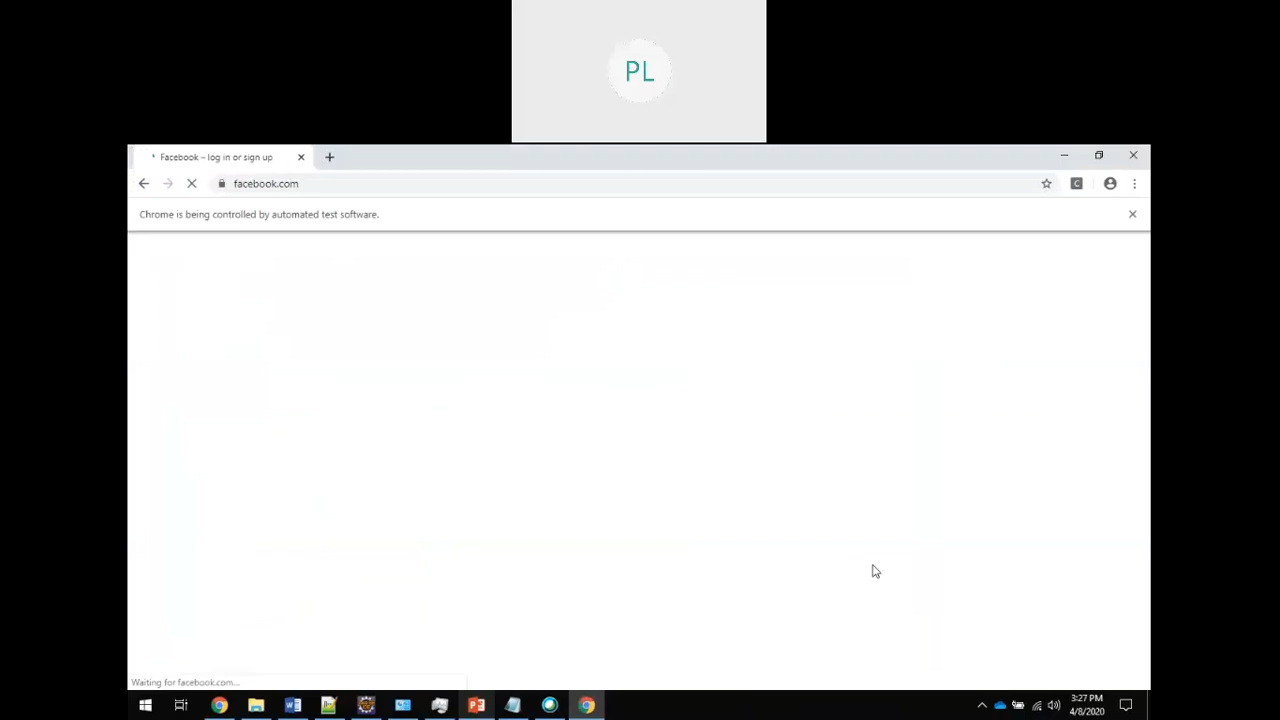 PL
Facebook – log in or sign up
facebook.com
Chrome is being controlled by automated test software.
Waiting for facebook.com...
3:27 PM
4/8/2020